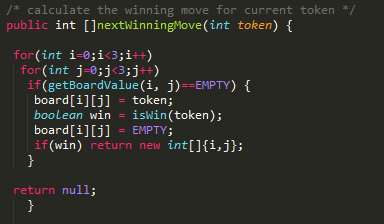 /* calculate the winning move for current token */
public int []nextWinningMove(int token) {
for(int i=0;i<3;i++)
for(int j=0;j<3;j++)
if(getBoardValue(i, j)==EMPTY) {
board[i][j] = token;
boolean win = isWin(token);
board[i][j] = EMPTY;
if(win) return new int[]{i,j};
}
return null;
}